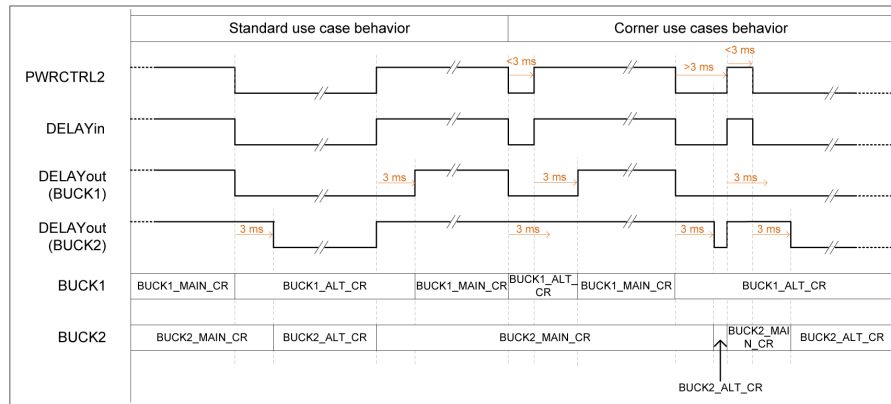 Standard use case behavior
Corner use cases behavior
<3 ms
<3 ms
>3 ms
PWRCTRL2
DELAYin
DELAYout
(BUCK1)
3 ms
3 ms
3 ms
DELAYout
(BUCK2)
3 ms
3 ms
3 ms
3 ms
BUCK1
BUCK1_MAIN_CR
BUCK1_ALT_CR
BUCK1_MAIN_CR
BUCK1_ALT_
CR
BUCK1_MAIN_CR
BUCK1_ALT_CR
BUCK2
BUCK2_MAIN_CR
BUCK2_ALT_CR
BUCK2_MAIN_CR
BUCK2_MAI
N_CR
BUCK2_ALT_CR
BUCK2_ALT_CR